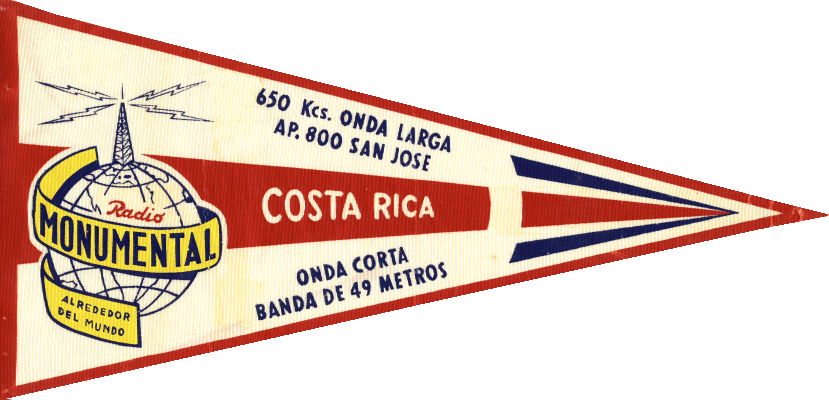 650 Kcs. ONDA LARGA
AP. 800 SAN JOSE
COSTA RICA
ONDA CORTA
BANDA DE 49 METROS
Radio
MONUMENTAL
ALREDEDOR
DEL MUNDO